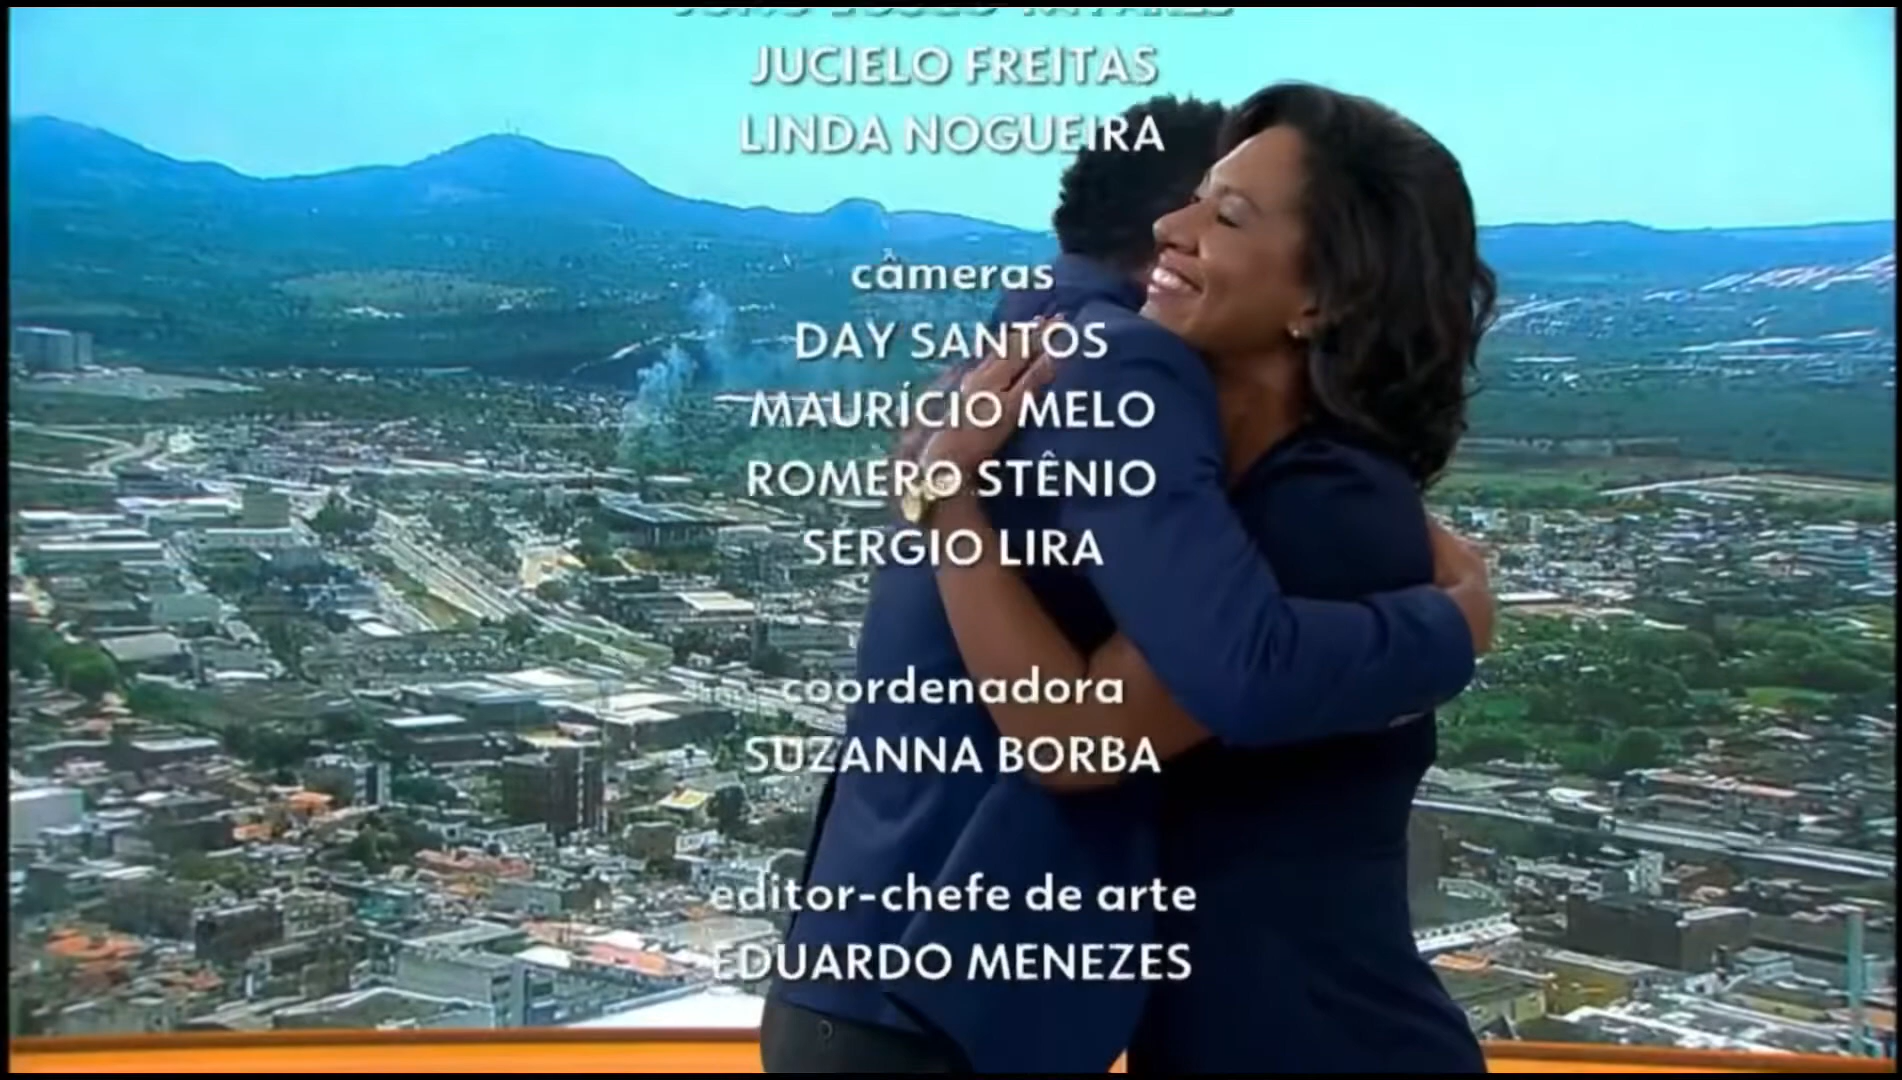 JUCIELO FREITAS
LINDA NOGUEIRA
câmeras
DAY SANTOS
MAURÍCIO MELO
ROMERO STÊNIO
SERGIO LIRA
coordenadora
SUZANNA BORBA
editor-chefe de arte
EDUARDO MENEZES